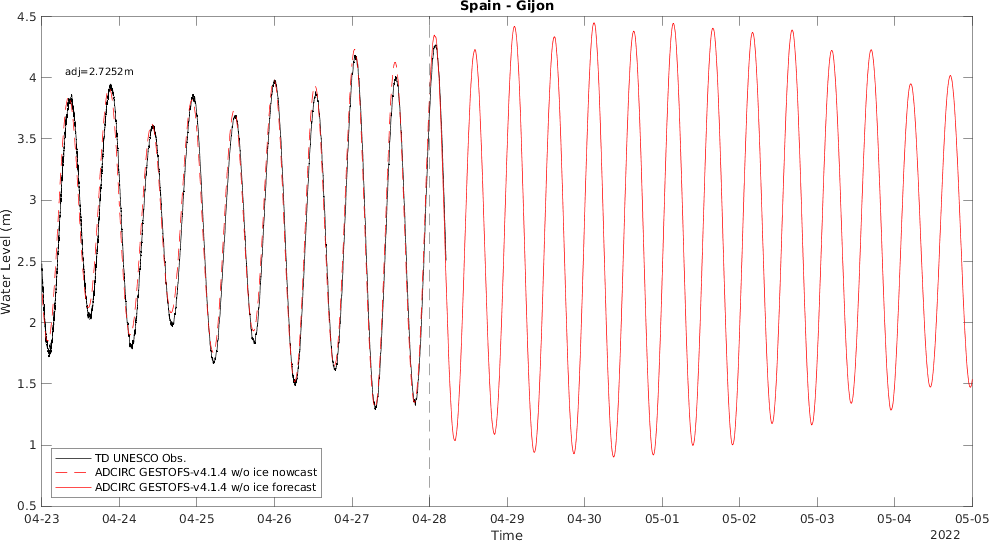 Spain - Gijon
4.5
4
3.5
3
2.5
2
1.5
1
0.5
Water Level (m)
adj=2.7252m
TD UNESCO Obs.
ADCIRC GESTOFS-v4.1.4 w/o ice nowcast
ADCIRC GESTOFS-v4.1.4 w/o ice forecast
04-23 04-24 04-25 04-26 04-27 04-28 04-29 04-30 05-01 05-02 05-03 05-04 05-05
Time
2022